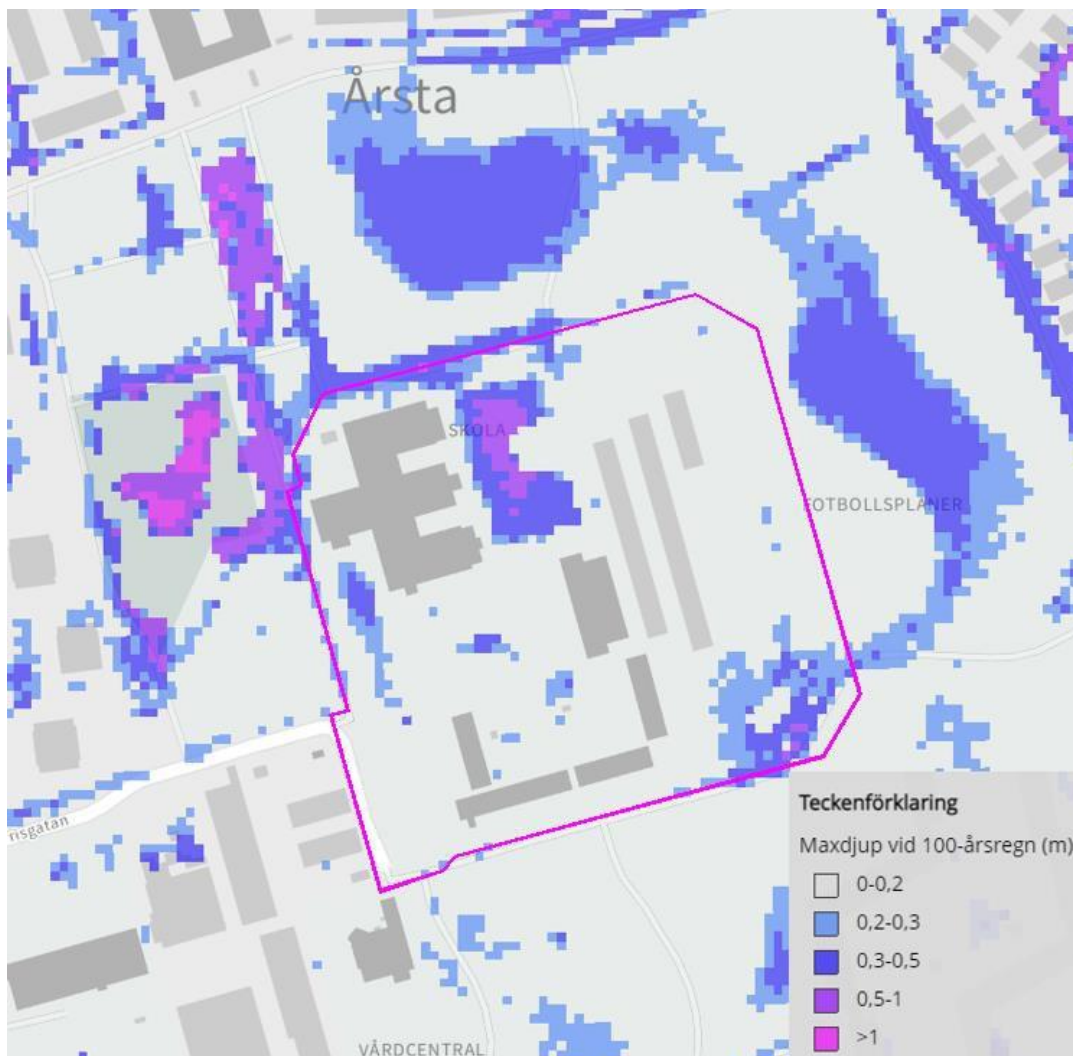 Årsta
SKOLA
FOTBOLLSPLANER
risgatan
VÅRDCENTRAL
Teckenförklaring
Maxdjup vid 100-årsregn (m)
0-0,2
0,2-0,3
0,3-0,5
0,5-1
>1